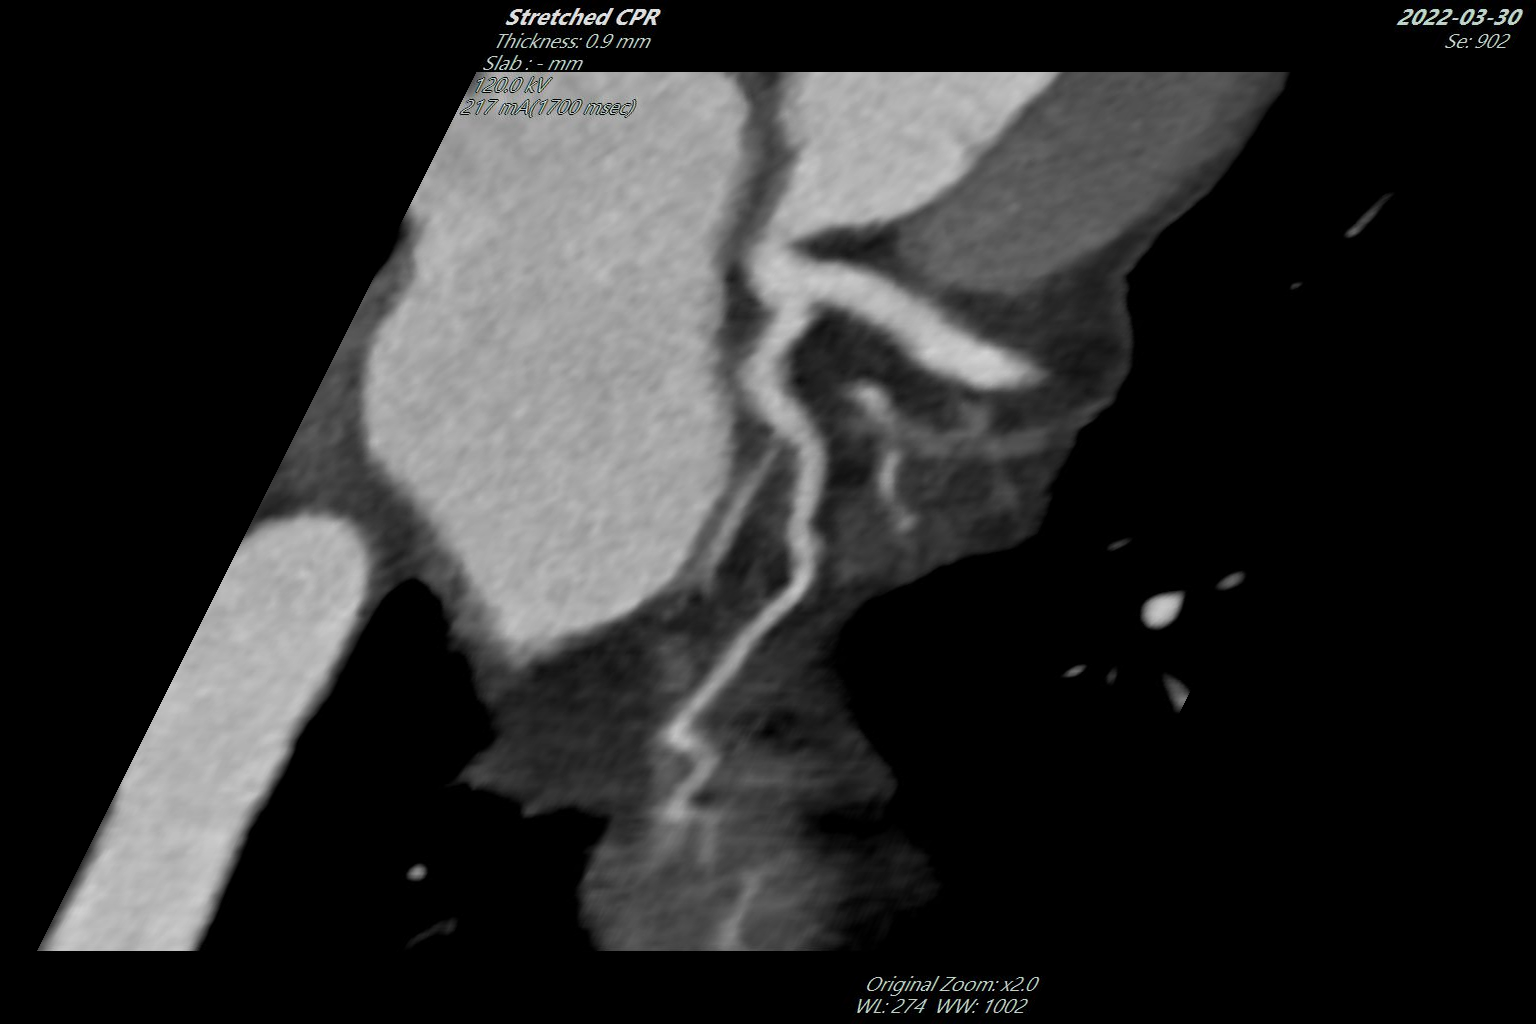 Stretched CPR
Thickness: 0.9 mm
Slab : - mm
120.0 kV
217 mA(1700 msec)
2022-03-30
Se: 902
Original Zoom: x2.0
WL: 274 WW: 1002